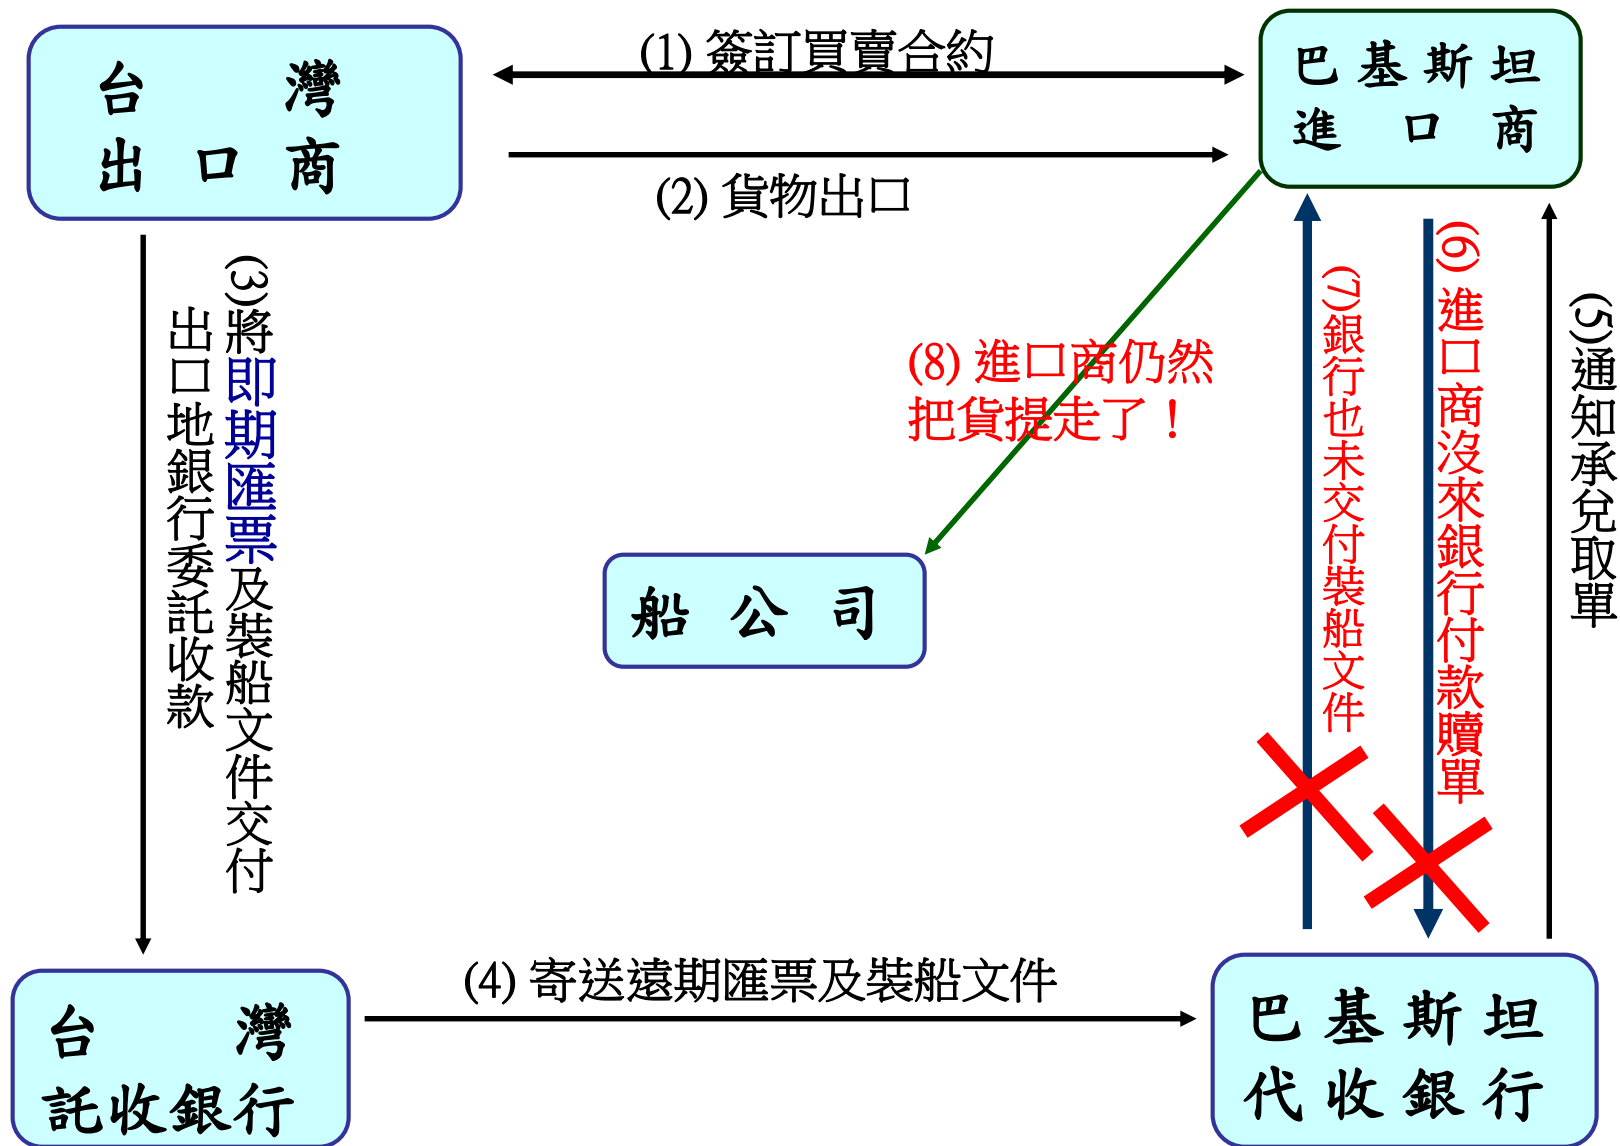 (1) 簽訂買賣合約
台 灣
出 口 商
巴 基 斯 坦
進 口 商
(2) 貨物出口
(3)將即期匯票及裝船文件交付
出口地銀行委託收款
(8) 進口商仍然
把貨提走了！
(7)銀行也未交付裝船文件
(6) 進口商沒來銀行付款贖單
(5)通知承兌取單
船 公 司
(4) 寄送遠期匯票及裝船文件
台 灣
託收銀行
巴 基 斯 坦
代 收 銀 行